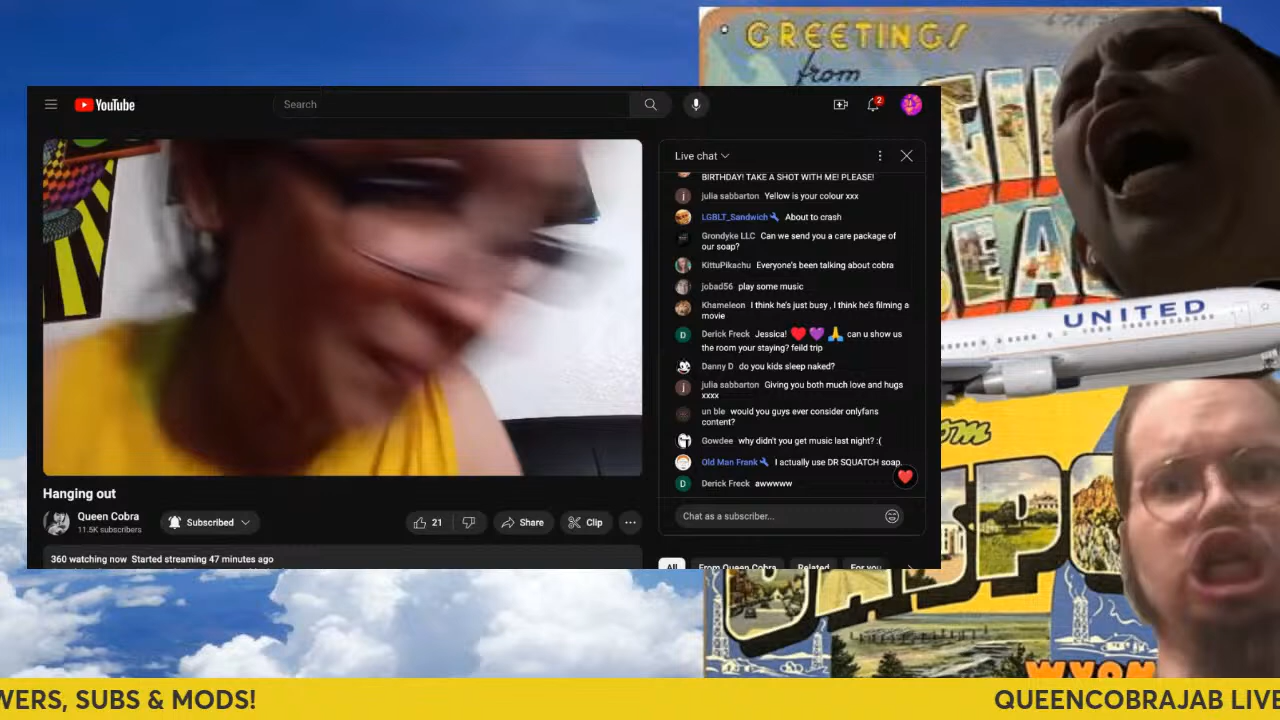 GREETINGS
from
YouTube
Search
2
Live chat
BIRTHDAY! TAKE A SHOT WITH ME! PLEASE!
julia sabbarton Yellow is your colour xxx
LGBLT_Sandwich About to crash
Grondyke LLC Can we send you a care package of
our soap?
KittuPikachu Everyone's been talking about cobra
jobad56 play some music
Khameleon I think he's just busy , I think he's filming a
movie
D Derick Freck Jessica! ❤️ 💜 🙏 can u show us
the room your staying? feild trip
Danny D do you kids sleep naked?
j julia sabbarton Giving you both much love and hugs
xxxx
un ble would you guys ever consider onlyfans
content?
Gowdee why didn't you get music last night? :(
Old Man Frank I actually use DR SQUATCH soap.
D Derick Freck awwwww
Chat as a subscriber...
UNITED
Hanging out
Queen Cobra
11.5K subscribers
Subscribed
21
Share
Clip
360 watching now Started streaming 47 minutes ago
All From Queen Cobra Related For you
WYOM
WERS, SUBS & MODS!
QUEENCOBRAJAB LIVE